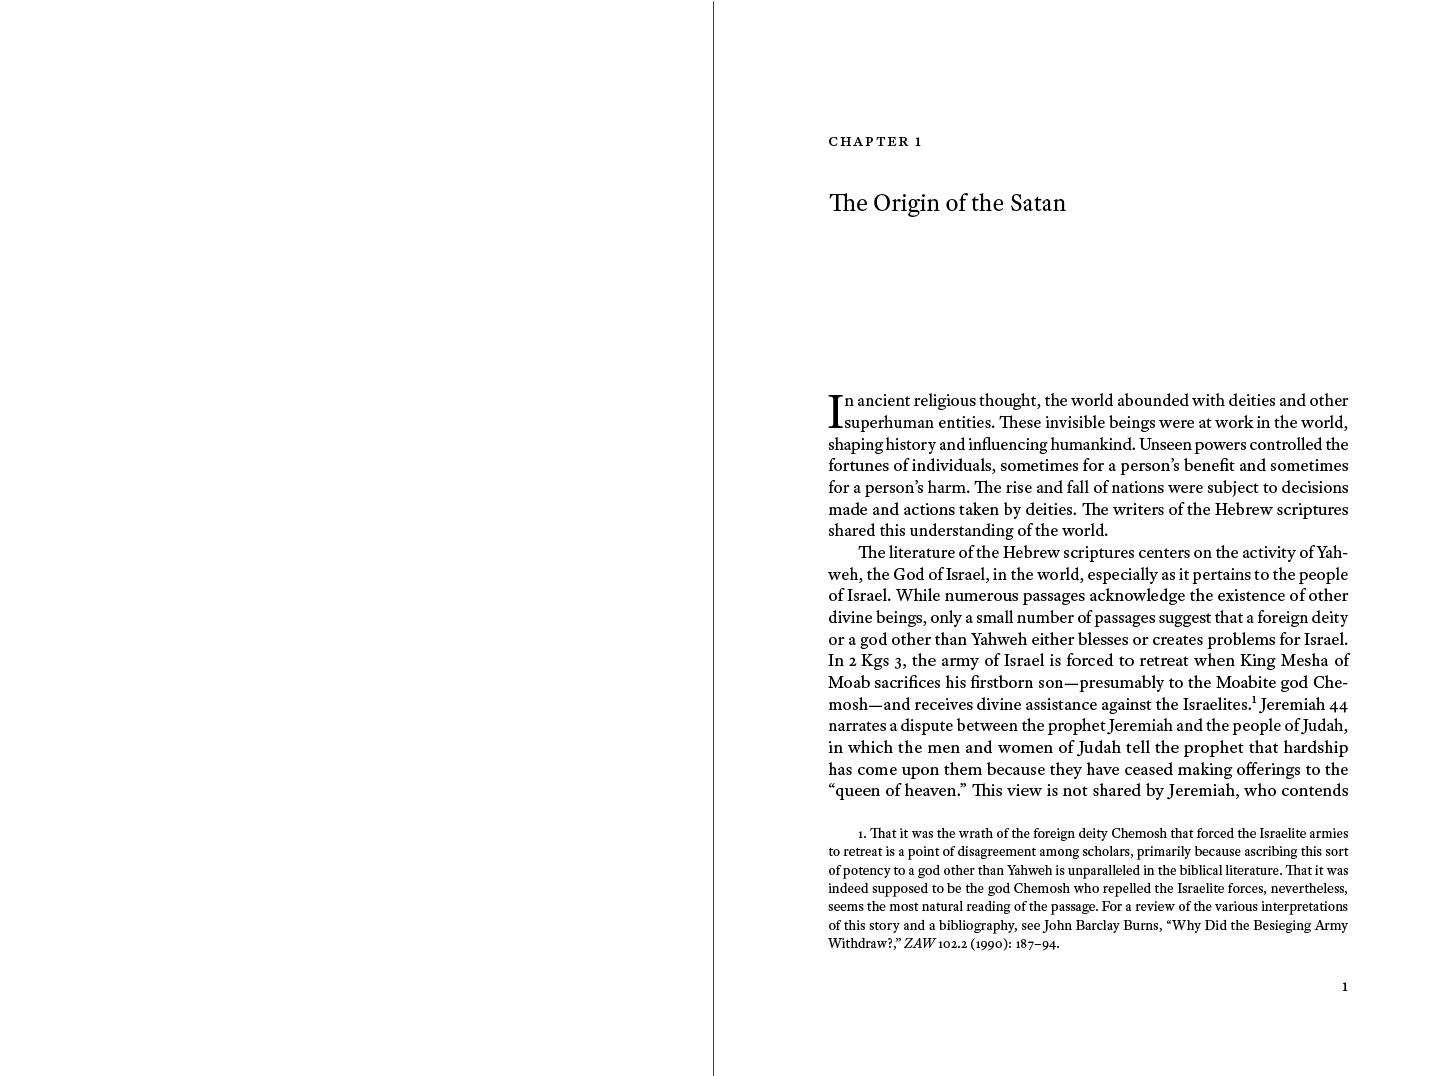 CHAPTER 1
The Origin of the Satan
In ancient religious thought, the world abounded with deities and other
superhuman entities. These invisible beings were at work in the world,
shaping history and influencing humankind. Unseen powers controlled the
fortunes of individuals, sometimes for a person’s benefit and sometimes
for a person’s harm. The rise and fall of nations were subject to decisions
made and actions taken by deities. The writers of the Hebrew scriptures
shared this understanding of the world.
The literature of the Hebrew scriptures centers on the activity of Yah-
weh, the God of Israel, in the world, especially as it pertains to the people
of Israel. While numerous passages acknowledge the existence of other
divine beings, only a small number of passages suggest that a foreign deity
or a god other than Yahweh either blesses or creates problems for Israel.
In 2 Kgs 3, the army of Israel is forced to retreat when King Mesha of
Moab sacrifices his firstborn son—presumably to the Moabite god Che-
mosh—and receives divine assistance against the Israelites.¹ Jeremiah 44
narrates a dispute between the prophet Jeremiah and the people of Judah,
in which the men and women of Judah tell the prophet that hardship
has come upon them because they have ceased making offerings to the
“queen of heaven.” This view is not shared by Jeremiah, who contends
1. That it was the wrath of the foreign deity Chemosh that forced the Israelite armies
to retreat is a point of disagreement among scholars, primarily because ascribing this sort
of potency to a god other than Yahweh is unparalleled in the biblical literature. That it was
indeed supposed to be the god Chemosh who repelled the Israelite forces, nevertheless,
seems the most natural reading of the passage. For a review of the various interpretations
of this story and a bibliography, see John Barclay Burns, “Why Did the Besieging Army
Withdraw?,” ZAW 102.2 (1990): 187–94.
1